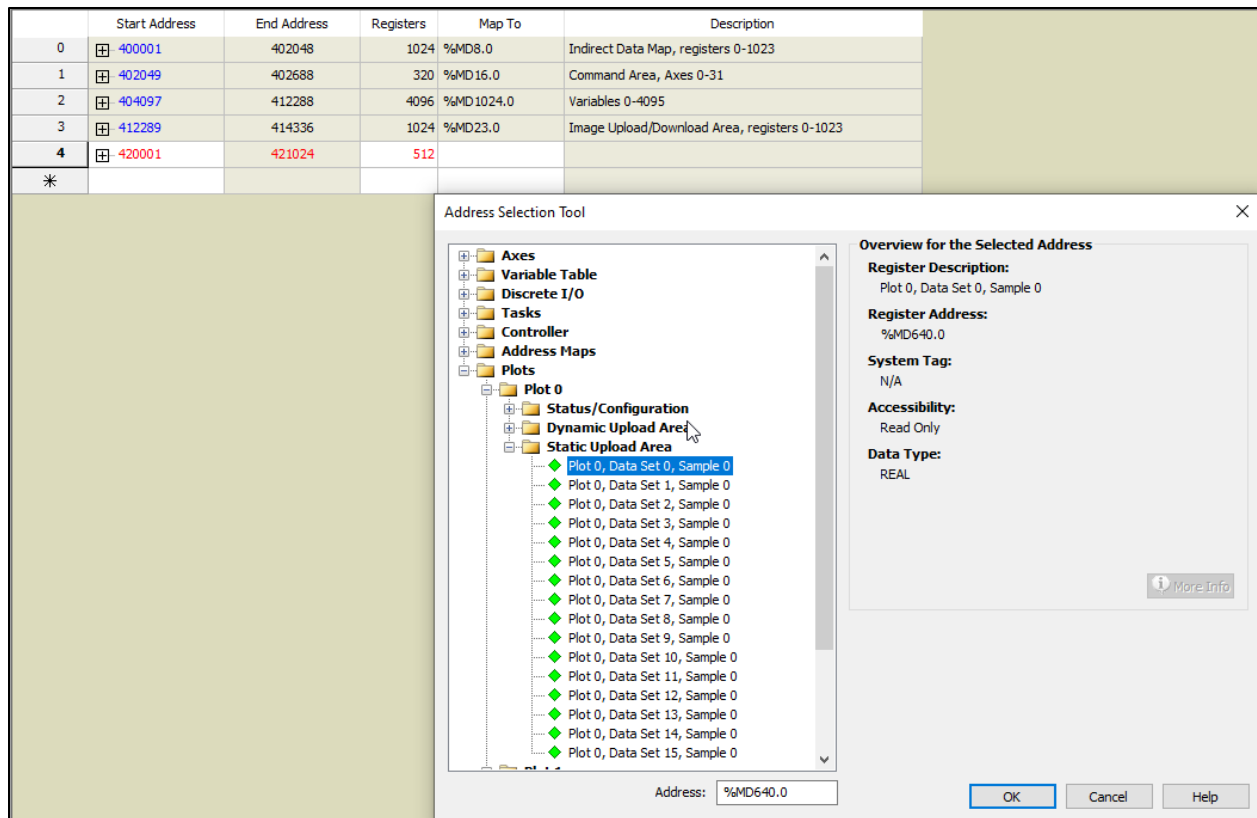 Start Address End Address Registers Map To Description
0 400001 402048 1024 %MD8.0 Indirect Data Map, registers 0-1023
1 402049 402688 320 %MD16.0 Command Area, Axes 0-31
2 404097 412288 4096 %MD1024.0 Variables 0-4095
3 412289 414336 1024 %MD23.0 Image Upload/Download Area, registers 0-1023
4 420001 421024 512
Address Selection Tool
Axes
Variable Table
Discrete I/O
Tasks
Controller
Address Maps
Plots
Plot 0
Status/Configuration
Dynamic Upload Area
Static Upload Area
Plot 0, Data Set 0, Sample 0
Plot 0, Data Set 1, Sample 0
Plot 0, Data Set 2, Sample 0
Plot 0, Data Set 3, Sample 0
Plot 0, Data Set 4, Sample 0
Plot 0, Data Set 5, Sample 0
Plot 0, Data Set 6, Sample 0
Plot 0, Data Set 7, Sample 0
Plot 0, Data Set 8, Sample 0
Plot 0, Data Set 9, Sample 0
Plot 0, Data Set 10, Sample 0
Plot 0, Data Set 11, Sample 0
Plot 0, Data Set 12, Sample 0
Plot 0, Data Set 13, Sample 0
Plot 0, Data Set 14, Sample 0
Plot 0, Data Set 15, Sample 0
Overview for the Selected Address
Register Description:
Plot 0, Data Set 0, Sample 0
Register Address:
%MD640.0
System Tag:
N/A
Accessibility:
Read Only
Data Type:
REAL
More Info
Address: %MD640.0
OK Cancel Help